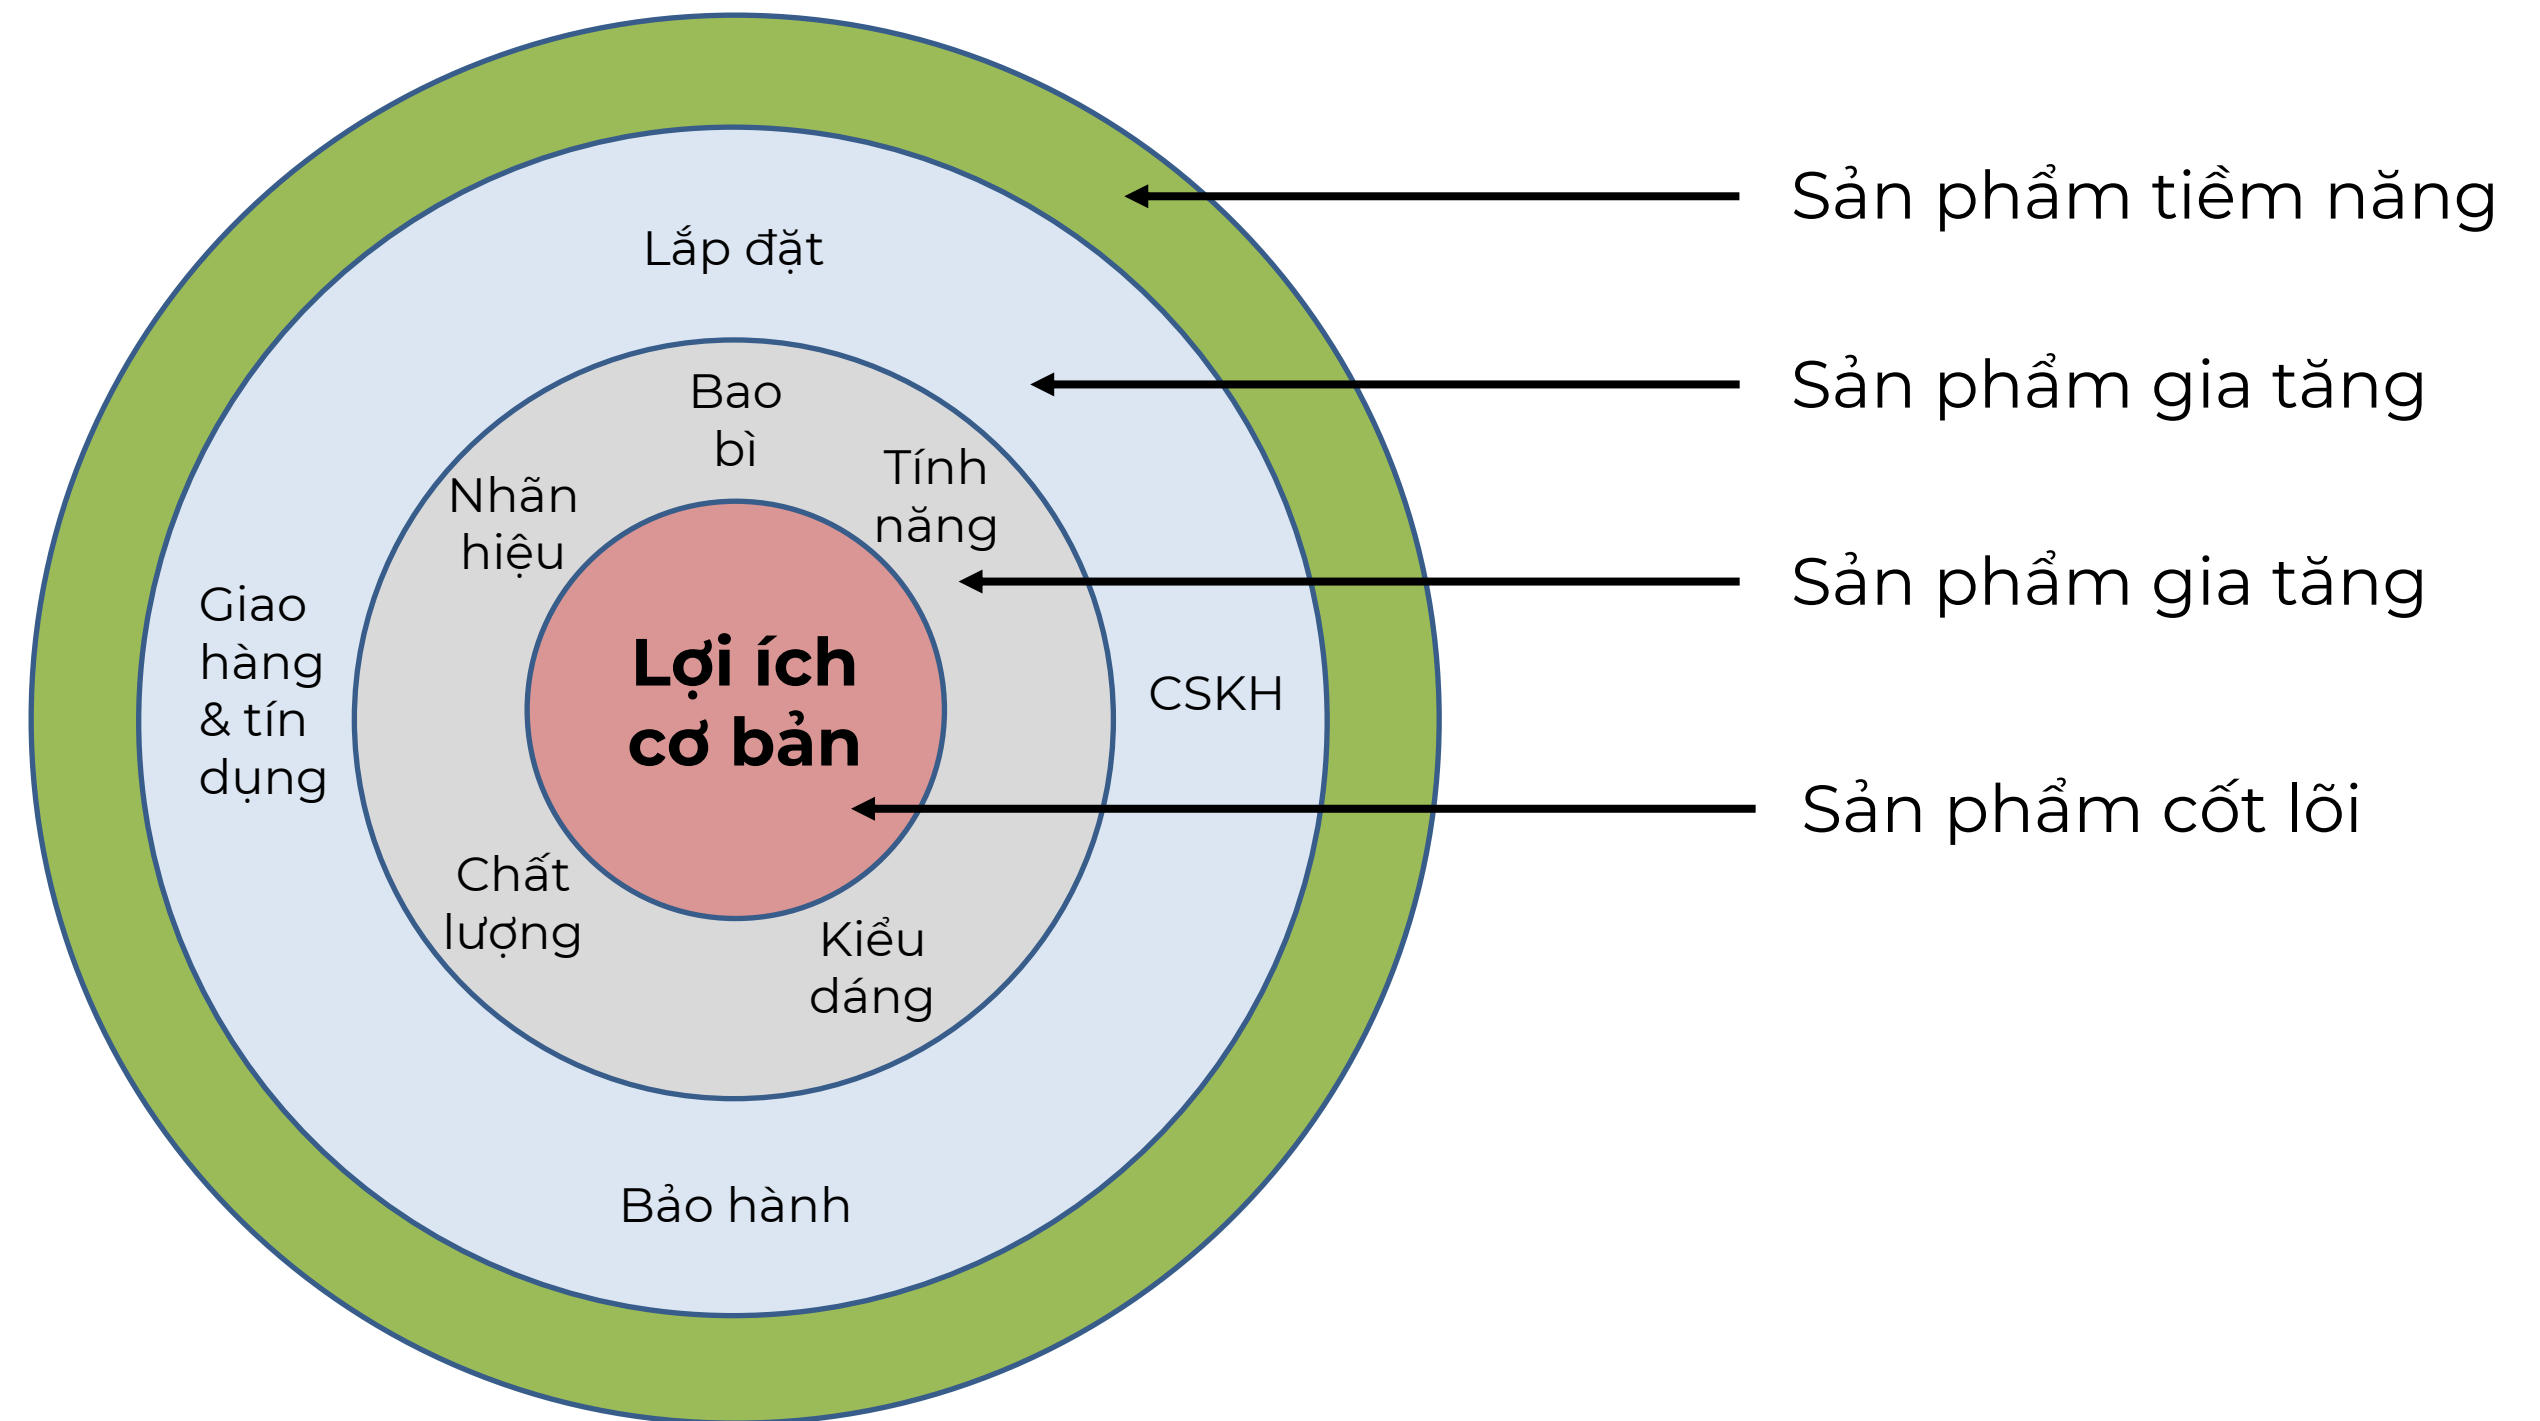 Sản phẩm tiềm năng
Lắp đặt
Sản phẩm gia tăng
Bao
bì
Tính
năng
Nhãn
hiệu
Sản phẩm gia tăng
Giao
hàng
& tín
dụng
Lợi ích
cơ bản
CSKH
Sản phẩm cốt lõi
Chất
lượng
Kiểu
dáng
Bảo hành